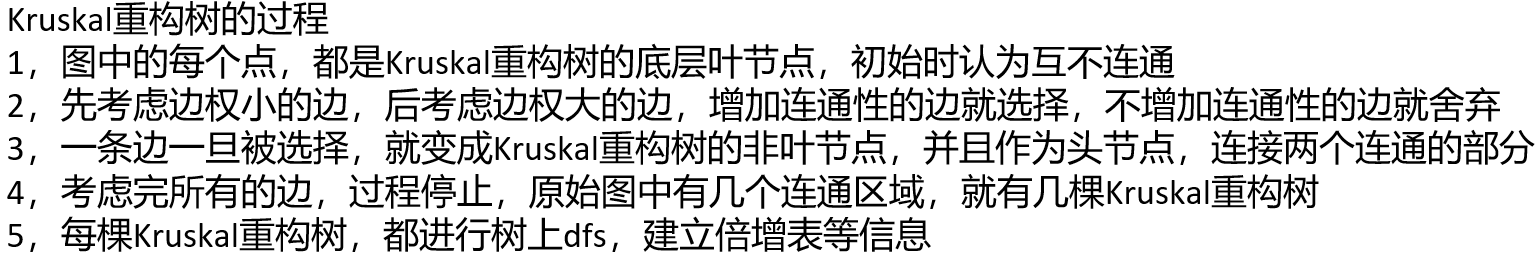 Kruskal重构树的过程
1，图中的每个点，都是Kruskal重构树的底层叶节点，初始时认为互不连通
2，先考虑边权小的边，后考虑边权大的边，增加连通性的边就选择，不增加连通性的边就舍弃
3，一条边一旦被选择，就变成Kruskal重构树的非叶节点，并且作为头节点，连接两个连通的部分
4，考虑完所有的边，过程停止，原始图中有几个连通区域，就有几棵Kruskal重构树
5，每棵Kruskal重构树，都进行树上dfs，建立倍增表等信息